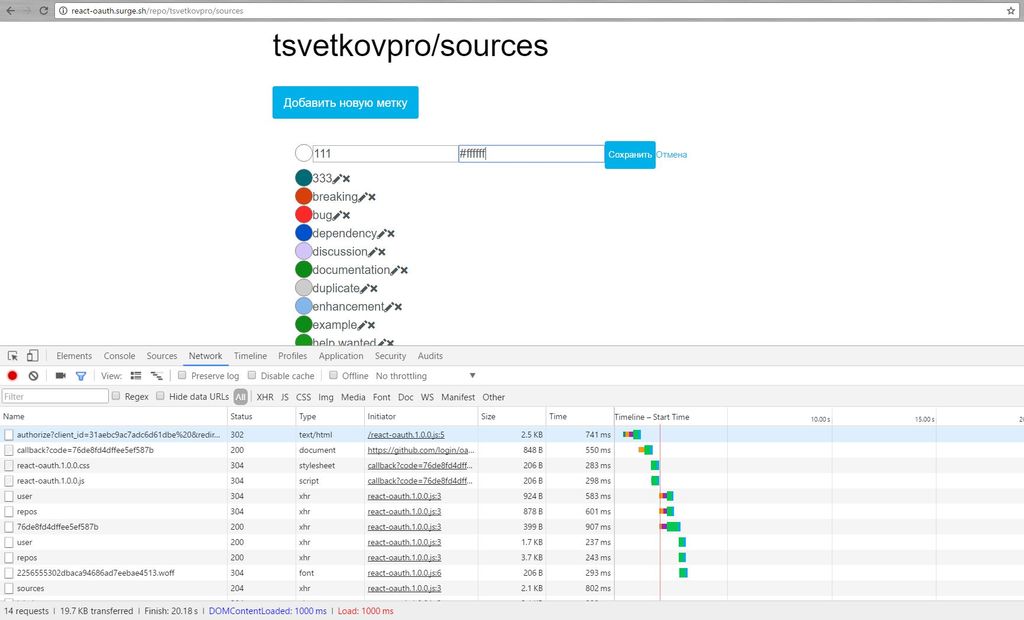 react-oauth.surge.sh/repo/tsvetkovpro/sources
tsvetkovpro/sources
Добавить новую метку
111 #ffffff Сохранить Отмена
333
breaking
bug
dependency
discussion
documentation
duplicate
enhancement
example
help wanted
Elements Console Sources Network Timeline Profiles Application Security Audits
View: Preserve log Disable cache Offline No throttling
Filter Regex Hide data URLs All XHR JS CSS Img Media Font Doc WS Manifest Other
Name Status Type Initiator Size Time Timeline – Start Time 10.00 s 15.00 s
authorize?client_id=31aebc9ac7adc6d61dbe%20&redir... 302 text/html /react-oauth.1.0.0.js:5 2.5 KB 741 ms
callback?code=76de8fd4dffee5ef587b 200 document https://github.com/login/oa... 848 B 550 ms
react-oauth.1.0.0.css 304 stylesheet callback?code=76de8fd4dff... 206 B 283 ms
react-oauth.1.0.0.js 304 script callback?code=76de8fd4dff... 206 B 298 ms
user 304 xhr react-oauth.1.0.0.js:3 924 B 583 ms
repos 304 xhr react-oauth.1.0.0.js:3 878 B 601 ms
76de8fd4dffee5ef587b 200 xhr react-oauth.1.0.0.js:3 399 B 907 ms
user 200 xhr react-oauth.1.0.0.js:3 1.7 KB 237 ms
repos 200 xhr react-oauth.1.0.0.js:3 3.7 KB 243 ms
2256555302dbaca94686ad7eebae4513.woff 304 font react-oauth.1.0.0.js:6 206 B 293 ms
sources 204 xhr react-oauth.1.0.0.js:3 2.1 KB 802 ms
14 requests | 19.7 KB transferred | Finish: 20.18 s | DOMContentLoaded: 1000 ms | Load: 1000 ms